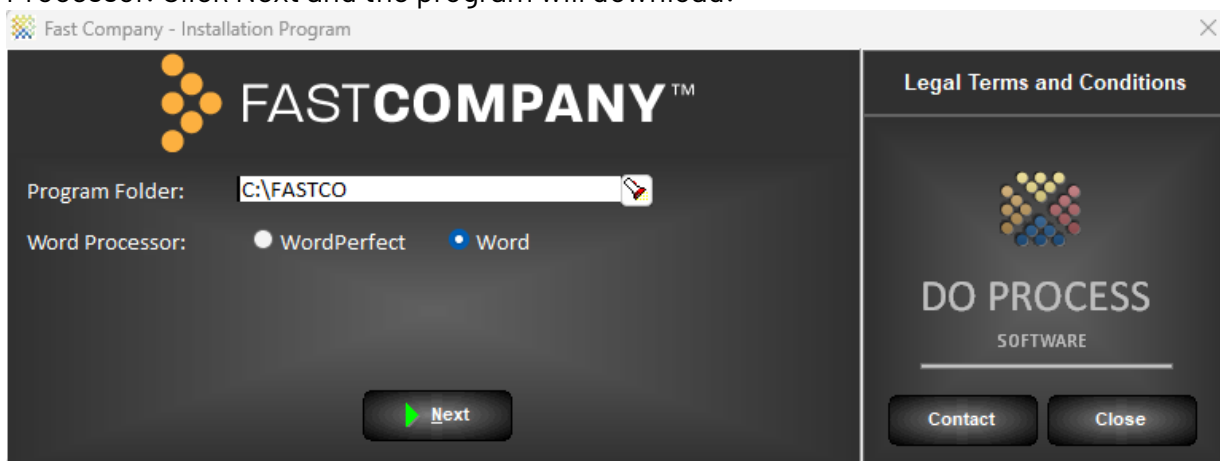 Processor. Click Next and the program will download.
Fast Company - Installation Program
FASTCOMPANY™
Legal Terms and Conditions
Program Folder: C:\FASTCO
Word Processor: WordPerfect Word
DO PROCESS
SOFTWARE
Next
Contact Close